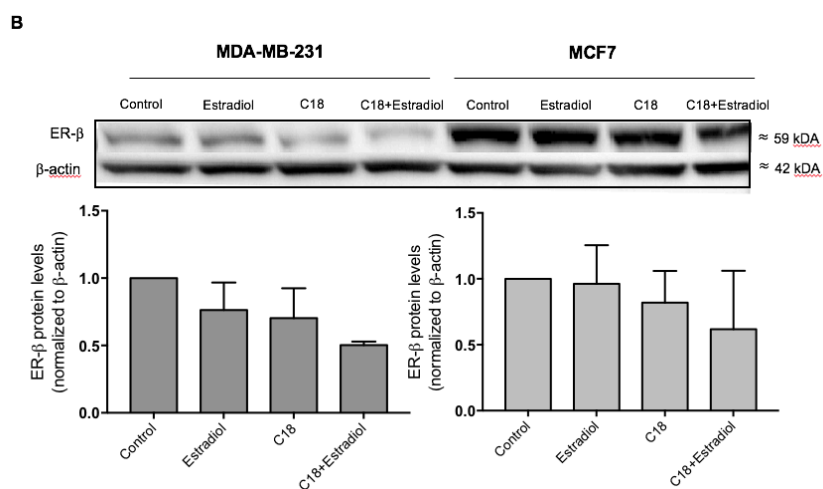 B
MDA-MB-231 MCF7
Control Estradiol C18 C18+Estradiol Control Estradiol C18 C18+Estradiol
ER-β ≈ 59 kDA
β-actin ≈ 42 kDA
ER-β protein levels
(normalized to β-actin)
1.5
1.0
0.5
0.0
Control Estradiol C18 C18+Estradiol
ER-β protein levels
(normalized to β-actin)
1.5
1.0
0.5
0.0
Control Estradiol C18 C18+Estradiol